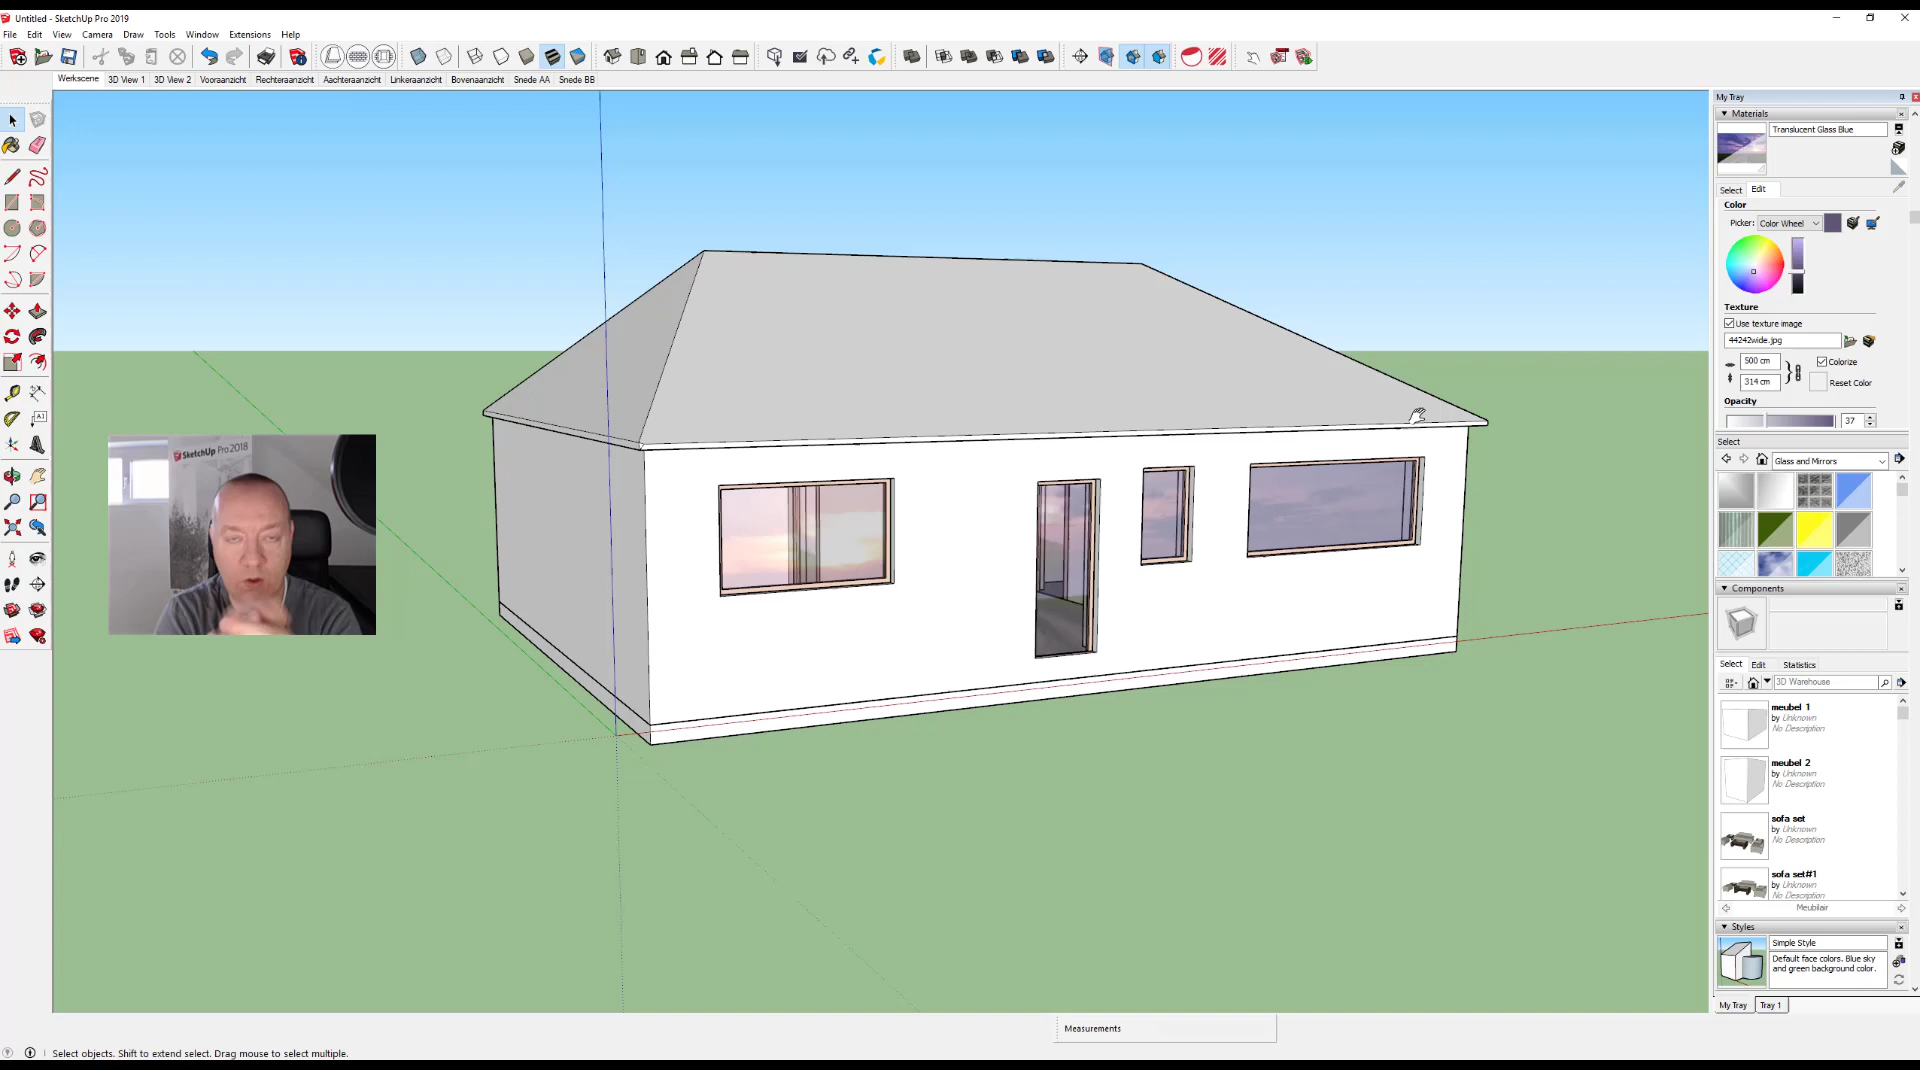 Untitled - SketchUp Pro 2019
File Edit View Camera Draw Tools Window Extensions Help
Werkscene 3D View 1 3D View 2 Vooraanzicht Rechteraanzicht Aachteraanzicht Linkeraanzicht Bovenaanzicht Snede AA Snede BB
My Tray
Materials
Translucent Glass Blue
Select Edit
Color
Picker: Color Wheel
Texture
Use texture image
44242wide.jpg
500 cm Colorize
314 cm Reset Color
Opacity
37
Select
Glass and Mirrors
Components
Select Edit Statistics
3D Warehouse
meubel 1
by Unknown
No Description
meubel 2
by Unknown
No Description
sofa set
by Unknown
No Description
sofa set#1
by Unknown
No Description
Meubilair
Styles
Simple Style
Default face colors. Blue sky
and green background color.
My Tray Tray 1
SketchUp Pro 2018
A1
Measurements
Select objects. Shift to extend select. Drag mouse to select multiple.